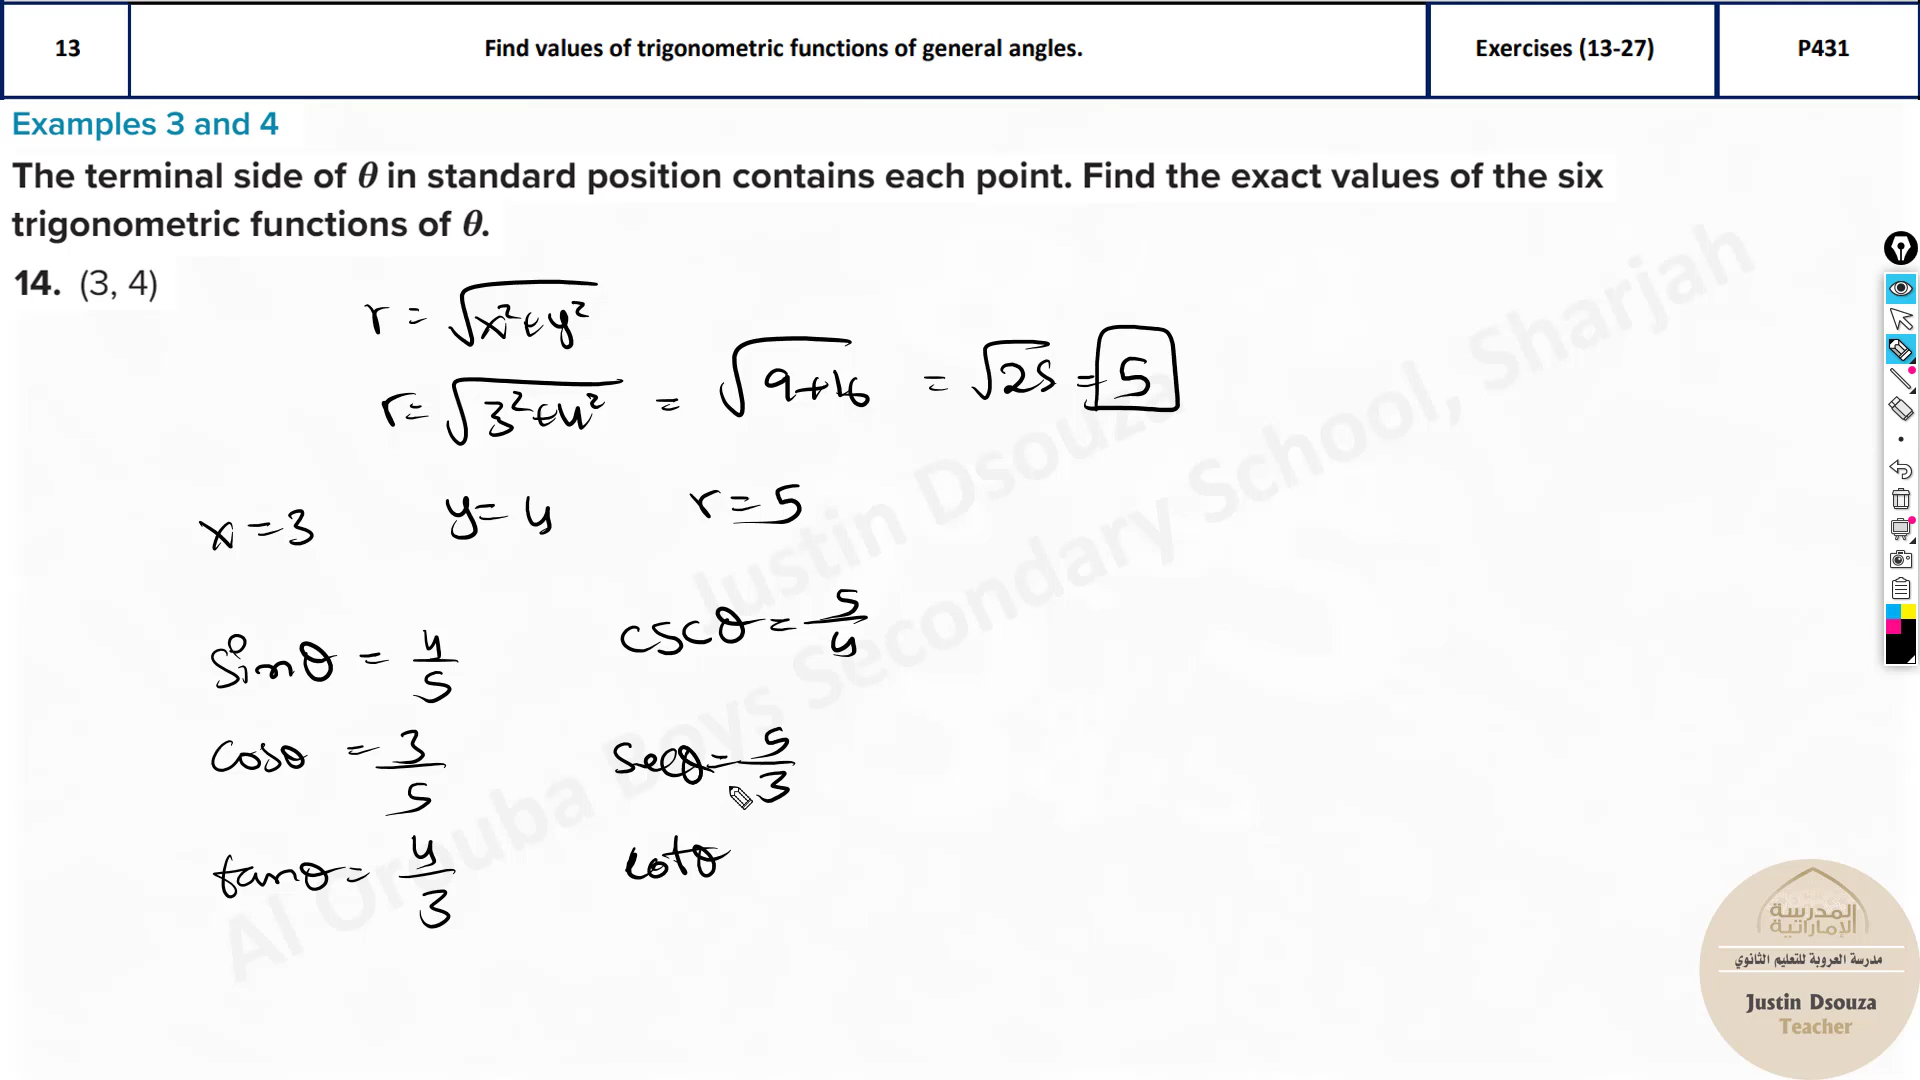 13 Find values of trigonometric functions of general angles. Exercises (13-27) P431
Examples 3 and 4
The terminal side of θ in standard position contains each point. Find the exact values of the six
trigonometric functions of θ.
14. (3, 4)
r = √x²+y²
r = √3²+4² = √9+16 = √25 = 5
x = 3 y = 4 r = 5
sinθ = 4/5 cscθ = 5/4
cosθ = 3/5 secθ = 5/3
tanθ = 4/3 cotθ
Justin Dsouza
Al Orouba Boys Secondary School, Sharjah
المدرسة
الإماراتية
مدرسة العروبة للتعليم الثانوي
Justin Dsouza
Teacher